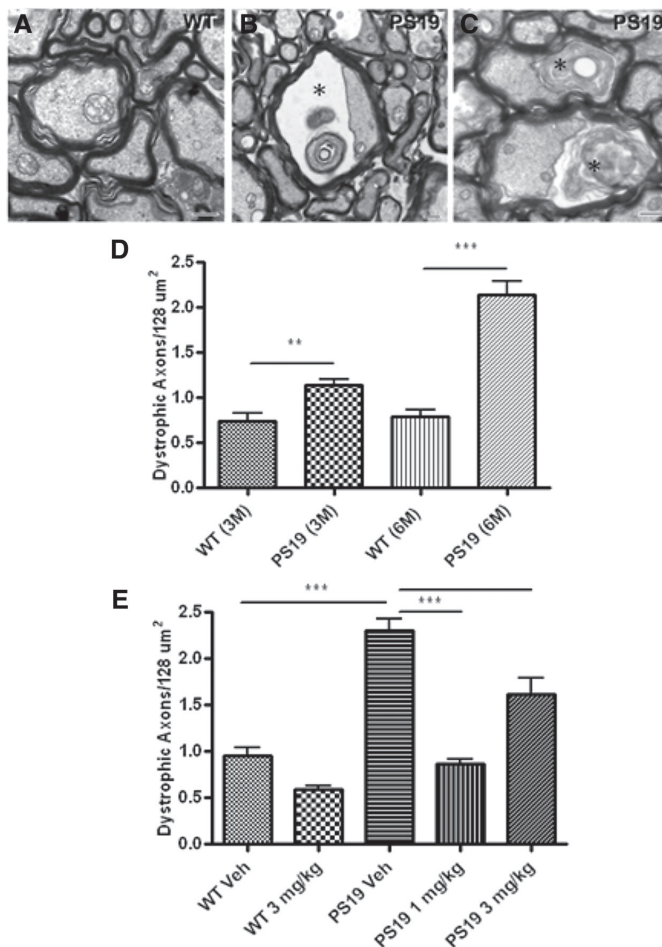 A WT B PS19 C PS19
*
*
*
D
Dystrophic Axons/128 um²
2.5
2.0
1.5
1.0
0.5
0.0
**
***
WT (3M)
PS19 (3M)
WT (6M)
PS19 (6M)
E
Dystrophic Axons/128 um²
2.5
2.0
1.5
1.0
0.5
0.0
***
***
WT Veh
WT 3 mg/kg
PS19 Veh
PS19 1 mg/kg
PS19 3 mg/kg